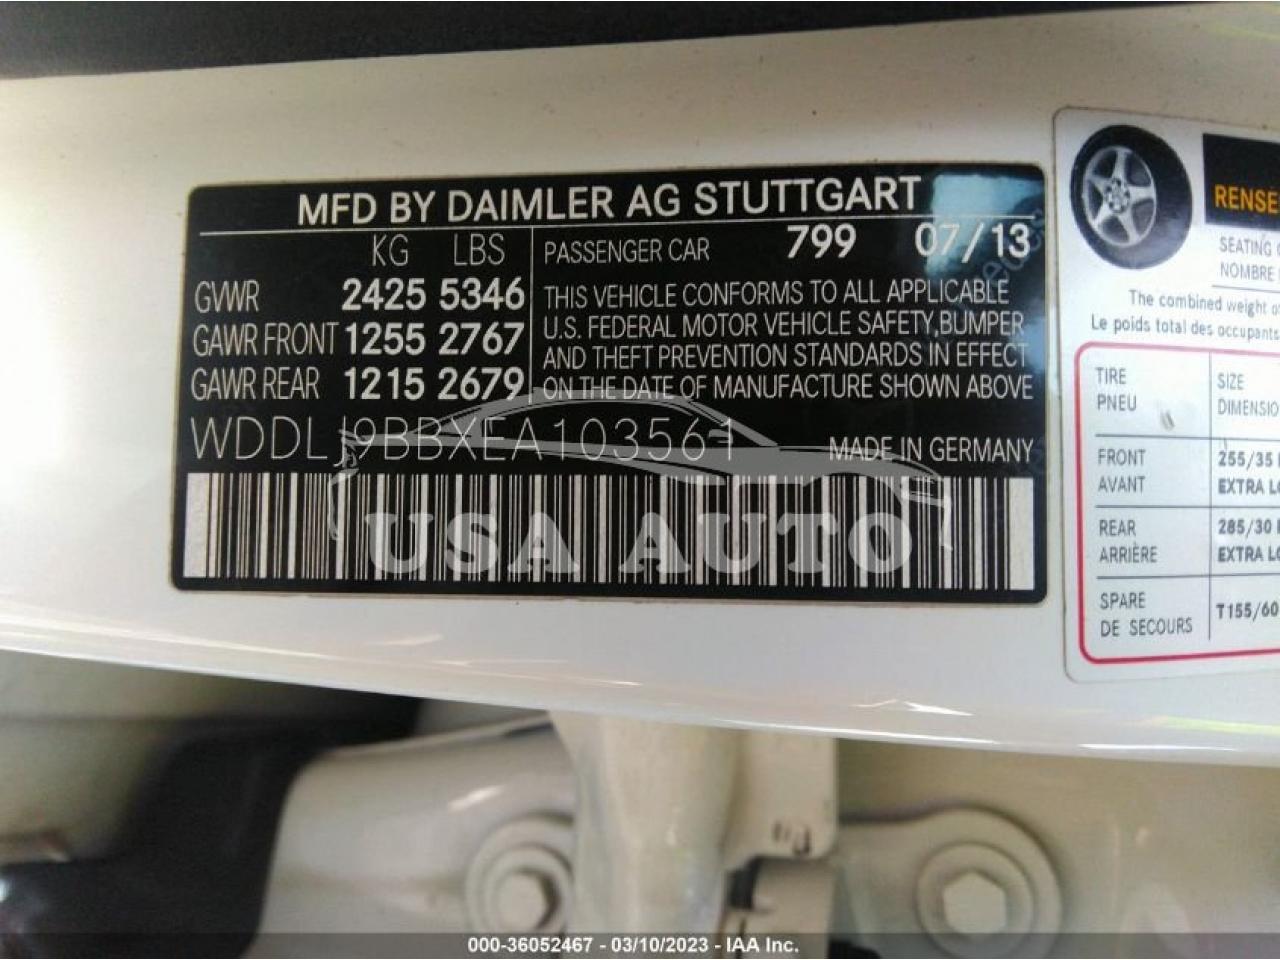 MFD BY DAIMLER AG STUTTGART
KG LBS
GVWR 2425 5346
GAWR FRONT 1255 2767
GAWR REAR 1215 2679
PASSENGER CAR 799 07/13
THIS VEHICLE CONFORMS TO ALL APPLICABLE
U.S. FEDERAL MOTOR VEHICLE SAFETY,BUMPER
AND THEFT PREVENTION STANDARDS IN EFFECT
ON THE DATE OF MANUFACTURE SHOWN ABOVE
WDDLJ9BBXEA103561
MADE IN GERMANY
USA AUTO
RENSE
SEATING
NOMBRE
The combined weight of
Le poids total des occupants
TIRE SIZE
PNEU DIMENSIO
FRONT 255/35
AVANT EXTRA LO
REAR 285/30
ARRIÈRE EXTRA LO
SPARE T155/60
DE SECOURS
000-36052467 - 03/10/2023 - IAA Inc.